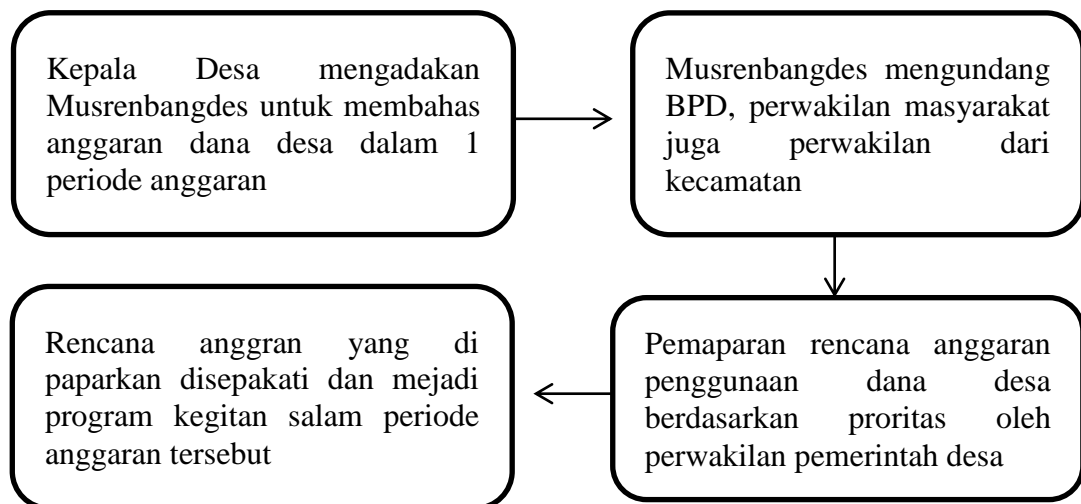 Kepala Desa mengadakan
Musrenbangdes untuk membahas
anggaran dana desa dalam 1
periode anggaran
Musrenbangdes mengundang
BPD, perwakilan masyarakat
juga perwakilan dari
kecamatan
Pemaparan rencana anggaran
penggunaan dana desa
berdasarkan proritas oleh
perwakilan pemerintah desa
Rencana anggran yang di
paparkan disepakati dan mejadi
program kegitan salam periode
anggaran tersebut